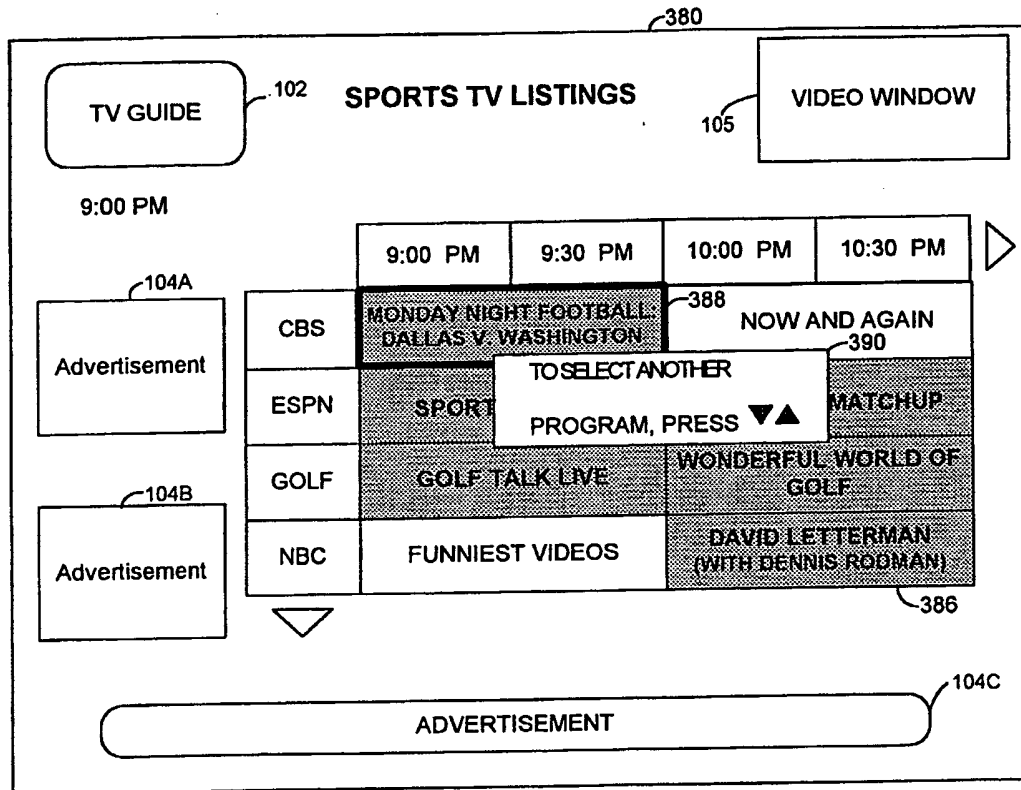 380
TV GUIDE
102
SPORTS TV LISTINGS
105
VIDEO WINDOW
9:00 PM
9:00 PM
9:30 PM
10:00 PM
10:30 PM
104A
Advertisement
CBS
MONDAY NIGHT FOOTBALL:
DALLAS V. WASHINGTON
388
NOW AND AGAIN
390
ESPN
SPORT
TO SELECT ANOTHER
PROGRAM, PRESS ▼▲
MATCHUP
104B
Advertisement
GOLF
GOLF TALK LIVE
WONDERFUL WORLD OF
GOLF
NBC
FUNNIEST VIDEOS
DAVID LETTERMAN
(WITH DENNIS RODMAN)
386
104C
ADVERTISEMENT